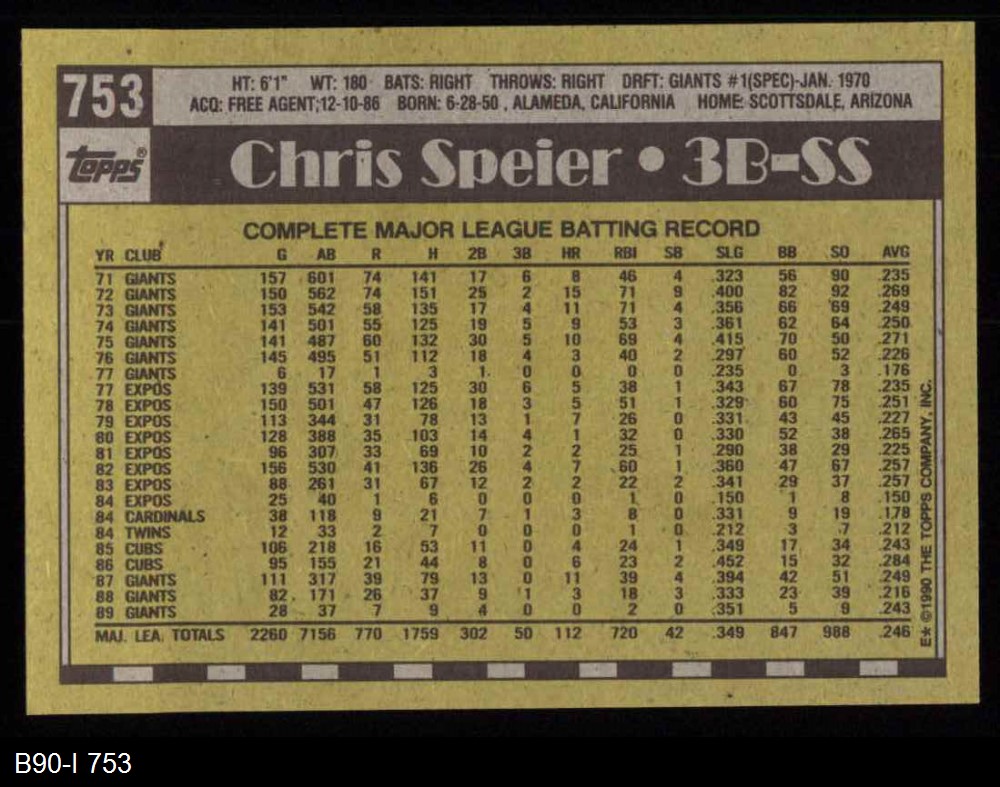 753
HT: 6'1" WT: 180 BATS: RIGHT THROWS: RIGHT DRFT: GIANTS #1(SPEC)-JAN. 1970
ACQ: FREE AGENT;12-10-86 BORN: 6-28-50, ALAMEDA, CALIFORNIA HOME: SCOTTSDALE, ARIZONA
topps®
Chris Speier • 3B-SS
COMPLETE MAJOR LEAGUE BATTING RECORD
YR CLUB G AB R H 2B 3B HR RBI SB SLG BB SO AVG
71 GIANTS 157 601 74 141 17 6 8 46 4 .323 56 90 .235
72 GIANTS 150 562 74 151 25 2 15 71 9 .400 82 92 .269
73 GIANTS 153 542 58 135 17 4 11 71 4 .356 66 69 .249
74 GIANTS 141 501 55 125 19 5 9 53 3 .361 62 64 .250
75 GIANTS 141 487 60 132 30 5 10 69 4 .415 70 50 .271
76 GIANTS 145 495 51 112 18 4 3 40 2 .297 60 52 .226
77 GIANTS 6 17 1 3 1 0 0 0 0 .235 0 3 .176
77 EXPOS 139 531 58 125 30 6 5 38 1 .343 67 78 .235
78 EXPOS 150 501 47 126 18 3 5 51 1 .329 60 75 .251
79 EXPOS 113 344 31 78 13 1 7 26 0 .331 43 45 .227
80 EXPOS 128 388 35 103 14 4 1 32 0 .330 52 38 .265
81 EXPOS 96 307 33 69 10 2 2 25 1 .290 38 29 .225
82 EXPOS 156 530 41 136 26 4 7 60 1 .360 47 67 .257
83 EXPOS 88 261 31 67 12 2 2 22 2 .341 29 37 .257
84 EXPOS 25 40 1 6 0 0 0 1 0 .150 1 8 .150
84 CARDINALS 38 118 9 21 7 1 3 8 0 .331 9 19 .178
84 TWINS 12 33 2 7 0 0 0 1 0 .212 3 7 .212
85 CUBS 106 218 16 53 11 0 4 24 1 .349 17 34 .243
86 CUBS 95 155 21 44 8 0 6 23 2 .452 15 32 .284
87 GIANTS 111 317 39 79 13 0 11 39 4 .394 42 51 .249
88 GIANTS 82 171 26 37 9 1 3 18 3 .333 23 39 .216
89 GIANTS 28 37 7 9 4 0 0 2 0 .351 5 9 .243
MAJ. LEA. TOTALS 2260 7156 770 1759 302 50 112 720 42 .349 847 988 .246
E* ©1990 THE TOPPS COMPANY, INC.
B90-I 753